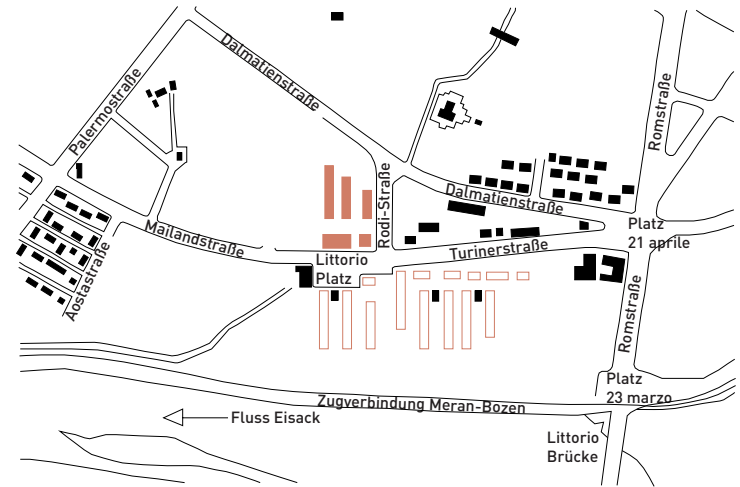 Dalmatienstraße
Palermostraße
Romstraße
Rodi-Straße
Dalmatienstraße
Mailandstraße
Platz
21 aprile
Turinerstraße
Littorio
Platz
Aostastraße
Romstraße
Platz
23 marzo
Zugverbindung Meran-Bozen
Fluss Eisack
Littorio
Brücke